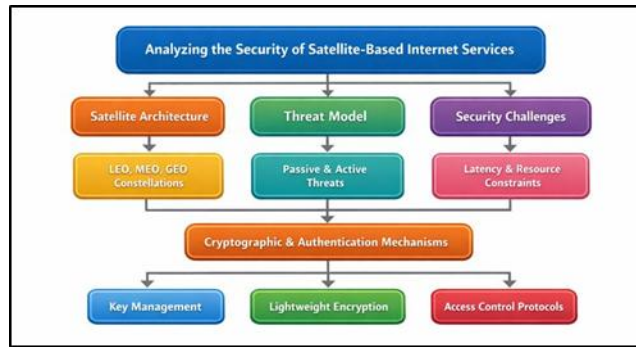 Analyzing the Security of Satellite-Based Internet Services
Satellite Architecture
Threat Model
Security Challenges
LEO, MEO, GEO
Constellations
Passive & Active
Threats
Latency & Resource
Constraints
Cryptographic & Authentication Mechanisms
Key Management
Lightweight Encryption
Access Control Protocols